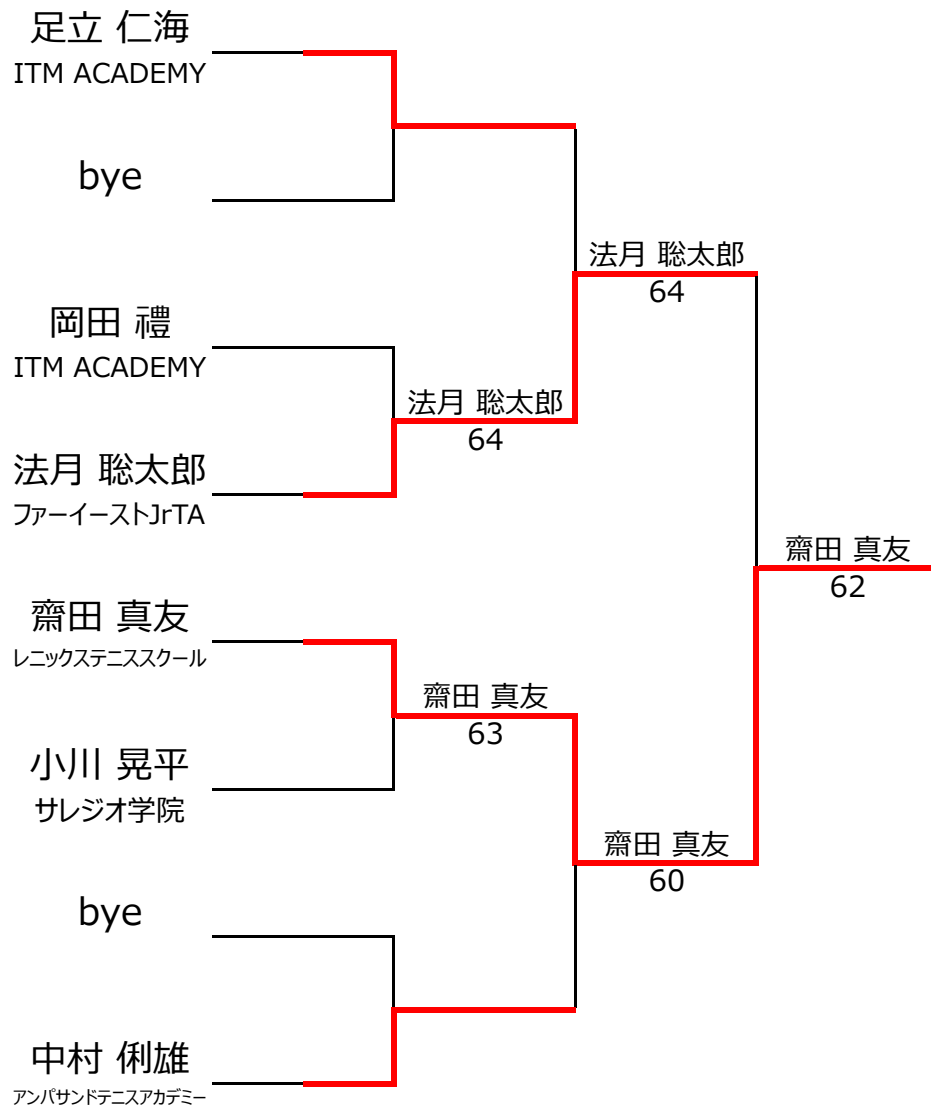 足立 仁海
ITM ACADEMY
bye
法月 聡太郎
64
岡田 禮
ITM ACADEMY
法月 聡太郎
64
法月 聡太郎
ファーイーストJrTA
齋田 真友
62
齋田 真友
レニックステニススクール
齋田 真友
63
小川 晃平
サレジオ学院
齋田 真友
60
bye
中村 俐雄
アンパサンドテニスアカデミー